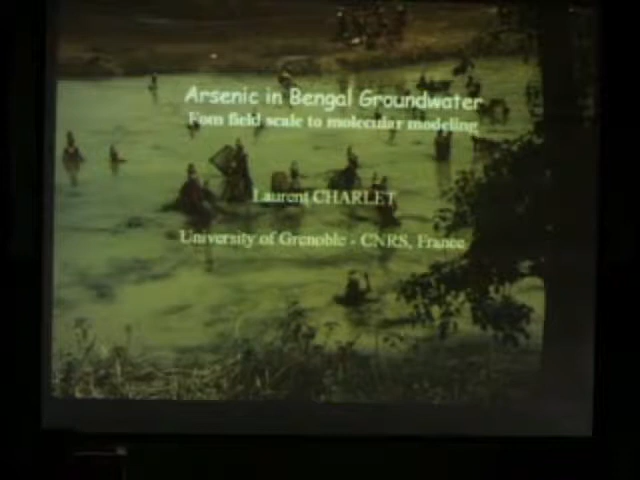 Arsenic in Bengal Groundwater
Fom field scale to molecular modeling
Laurent CHARLET
University of Grenoble - CNRS, France